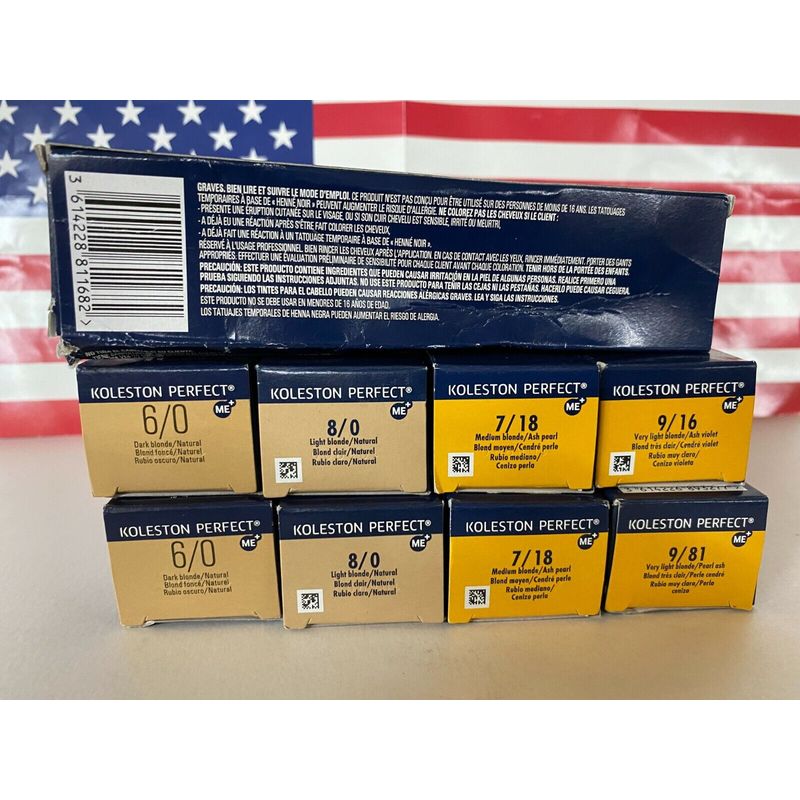 3 614228 811682 >
GRAVES. BIEN LIRE ET SUIVRE LE MODE D'EMPLOI. CE PRODUIT N'EST PAS CONÇU POUR ÊTRE UTILISÉ SUR DES PERSONNES DE MOINS DE 16 ANS. LES TATOUAGES
TEMPORAIRES À BASE DE « HENNÉ NOIR » PEUVENT AUGMENTER LE RISQUE D'ALLERGIE. NE COLOREZ PAS LES CHEVEUX SI LE CLIENT :
- PRÉSENTE UNE ÉRUPTION CUTANÉE SUR LE VISAGE, OU SI SON CUIR CHEVELU EST SENSIBLE, IRRITÉ OU MEURTRI,
- A DÉJÀ EU UNE RÉACTION APRÈS S'ÊTRE FAIT COLORER LES CHEVEUX,
- A DÉJÀ FAIT UNE RÉACTION À UN TATOUAGE TEMPORAIRE À BASE DE « HENNÉ NOIR ».
RÉSERVÉ À L'USAGE PROFESSIONNEL. BIEN RINCER LES CHEVEUX APRÈS L'APPLICATION. EN CAS DE CONTACT AVEC LES YEUX, RINCER IMMÉDIATEMENT. PORTER DES GANTS
APPROPRIÉS. EFFECTUER UNE ÉVALUATION PRÉLIMINAIRE DE SENSIBILITÉ POUR CHAQUE CLIENT AVANT CHAQUE COLORATION. TENIR HORS DE LA PORTÉE DES ENFANTS.
PRECAUCIÓN: ESTE PRODUCTO CONTIENE INGREDIENTES QUE PUEDEN CAUSAR IRRITACIÓN EN LA PIEL DE ALGUNAS PERSONAS. REALICE PRIMERO UNA
PRUEBA SIGUIENDO LAS INSTRUCCIONES ADJUNTAS. NO USE ESTE PRODUCTO PARA TEÑIR LAS CEJAS NI LAS PESTAÑAS. HACERLO PUEDE CAUSAR CEGUERA.
PRECAUCIÓN: LOS TINTES PARA EL CABELLO PUEDEN CAUSAR REACCIONES ALÉRGICAS GRAVES. LEA Y SIGA LAS INSTRUCCIONES.
ESTE PRODUCTO NO SE DEBE USAR EN MENORES DE 16 AÑOS DE EDAD.
LOS TATUAJES TEMPORALES DE HENNA NEGRA PUEDEN AUMENTAR EL RIESGO DE ALERGIA.
KOLESTON PERFECT®
ME+
6/0
Dark blonde/Natural
Blond foncé/Naturel
Rubio oscuro/Natural
KOLESTON PERFECT®
ME+
8/0
Light blonde/Natural
Blond clair/Naturel
Rubio claro/Natural
KOLESTON PERFECT®
ME+
7/18
Medium blonde/Ash pearl
Blond moyen/Cendré perle
Rubio mediano/
Cenizo perla
KOLESTON PERFECT®
ME+
9/16
Very light blonde/Ash violet
Blond très clair/Cendré violet
Rubio muy claro/
Cenizo violeta
KOLESTON PERFECT®
ME+
6/0
Dark blonde/Natural
Blond foncé/Naturel
Rubio oscuro/Natural
KOLESTON PERFECT®
ME+
8/0
Light blonde/Natural
Blond clair/Naturel
Rubio claro/Natural
KOLESTON PERFECT®
ME+
7/18
Medium blonde/Ash pearl
Blond moyen/Cendré perle
Rubio mediano/
Cenizo perla
KOLESTON PERFECT®
ME+
9/81
Very light blonde/Pearl ash
Blond très clair/Perle cendré
Rubio muy claro/Perla
ceniza